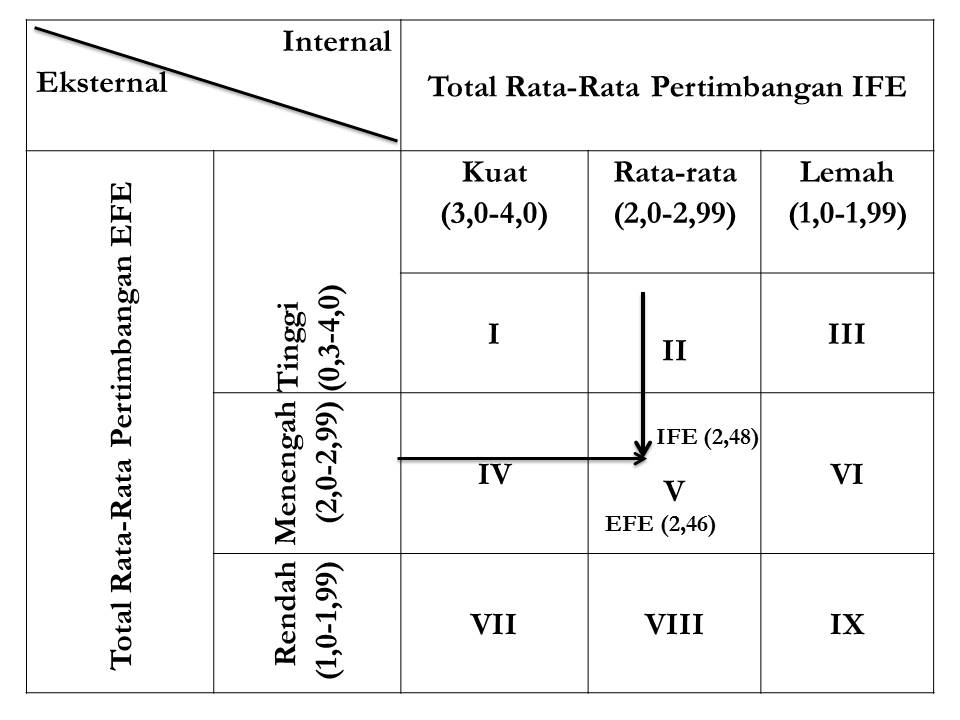 Internal
Eksternal
Total Rata-Rata Pertimbangan IFE
Total Rata-Rata Pertimbangan EFE
Kuat
(3,0-4,0)
Rata-rata
(2,0-2,99)
Lemah
(1,0-1,99)
Tinggi
(0,3-4,0)
I
II
III
Menengah
(2,0-2,99)
IV
IFE (2,48)
V
EFE (2,46)
VI
Rendah
(1,0-1,99)
VII
VIII
IX